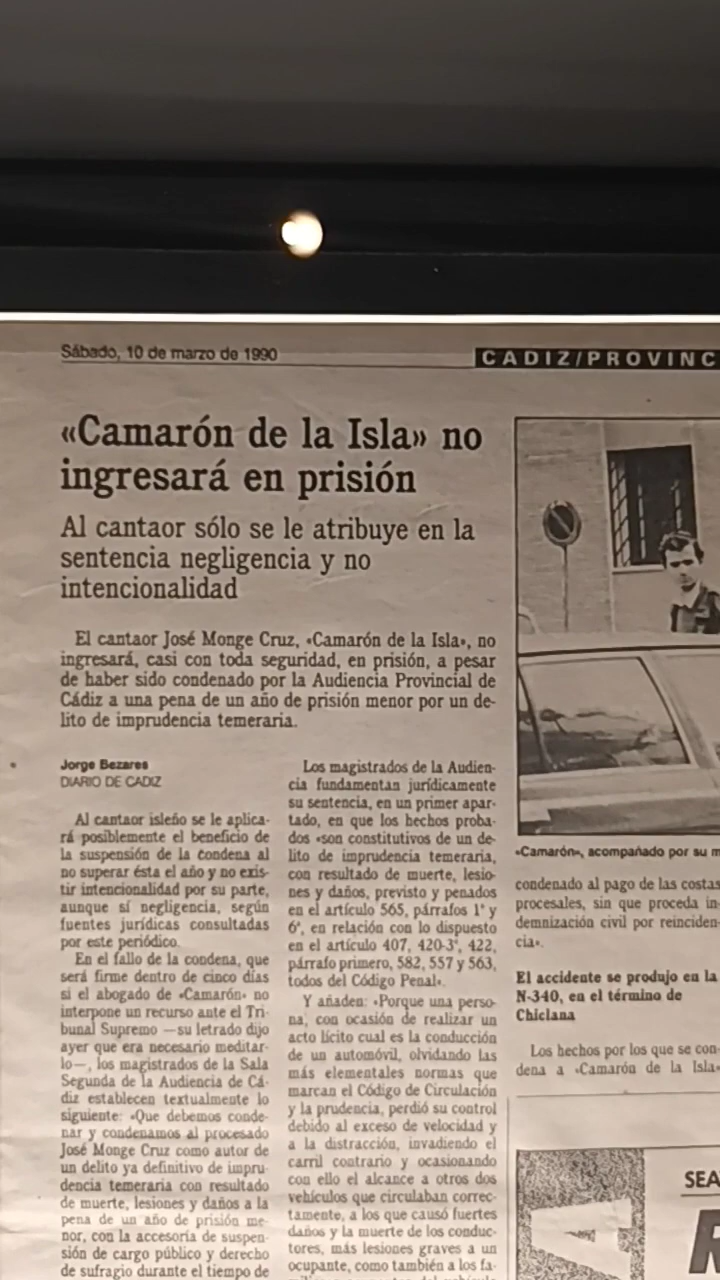 Sábado, 10 de marzo de 1990
CADIZ/PROVINC
«Camarón de la Isla» no
ingresará en prisión
Al cantaor sólo se le atribuye en la
sentencia negligencia y no
intencionalidad
El cantaor José Monge Cruz, «Camarón de la Isla», no
ingresará, casi con toda seguridad, en prisión, a pesar
de haber sido condenado por la Audiencia Provincial de
Cádiz a una pena de un año de prisión menor por un de-
lito de imprudencia temeraria.
Jorge Bezares
DIARIO DE CADIZ
Al cantaor isleño se le aplica-
rá posiblemente el beneficio de
la suspensión de la condena al
no superar ésta el año y no exis-
tir intencionalidad por su parte,
aunque sí negligencia, según
fuentes jurídicas consultadas
por este periódico.
En el fallo de la condena, que
será firme dentro de cinco días
si el abogado de «Camarón» no
interpone un recurso ante el Tri-
bunal Supremo —su letrado dijo
ayer que era necesario meditar-
lo—, los magistrados de la Sala
Segunda de la Audiencia de Cá-
diz establecen textualmente lo
siguiente: «Que debemos conde-
nar y condenamos al procesado
José Monge Cruz como autor de
un delito ya definitivo de impru-
dencia temeraria con resultado
de muerte, lesiones y daños a la
pena de un año de prisión me-
nor, con la accesoria de suspen-
sión de cargo público y derecho
de sufragio durante el tiempo de
Los magistrados de la Audien-
cia fundamentan jurídicamente
su sentencia, en un primer apar-
tado, en que los hechos proba-
dos «son constitutivos de un de-
lito de imprudencia temeraria,
con resultado de muerte, lesio-
nes y daños, previsto y penados
en el artículo 565, párrafos 1º y
6º, en relación con lo dispuesto
en el artículo 407, 420-3º, 422,
párrafo primero, 582, 557 y 563,
todos del Código Penal».
Y añaden: «Porque una perso-
na, con ocasión de realizar un
acto lícito cual es la conducción
de un automóvil, olvidando las
más elementales normas que
marcan el Código de Circulación
y la prudencia, perdió su control
debido al exceso de velocidad y
a la distracción, invadiendo el
carril contrario y ocasionando
con ello el alcance a otros dos
vehículos que circulaban correc-
tamente, a los que causó fuertes
daños y la muerte de los conduc-
tores, más lesiones graves a un
ocupante, como también a los fa-
«Camarón», acompañado por su m
condenado al pago de las costas
procesales, sin que proceda in-
demnización civil por reinciden-
cia».
El accidente se produjo en la
N-340, en el término de
Chiclana
Los hechos por los que se con-
dena a «Camarón de la Isla»
SEA
R